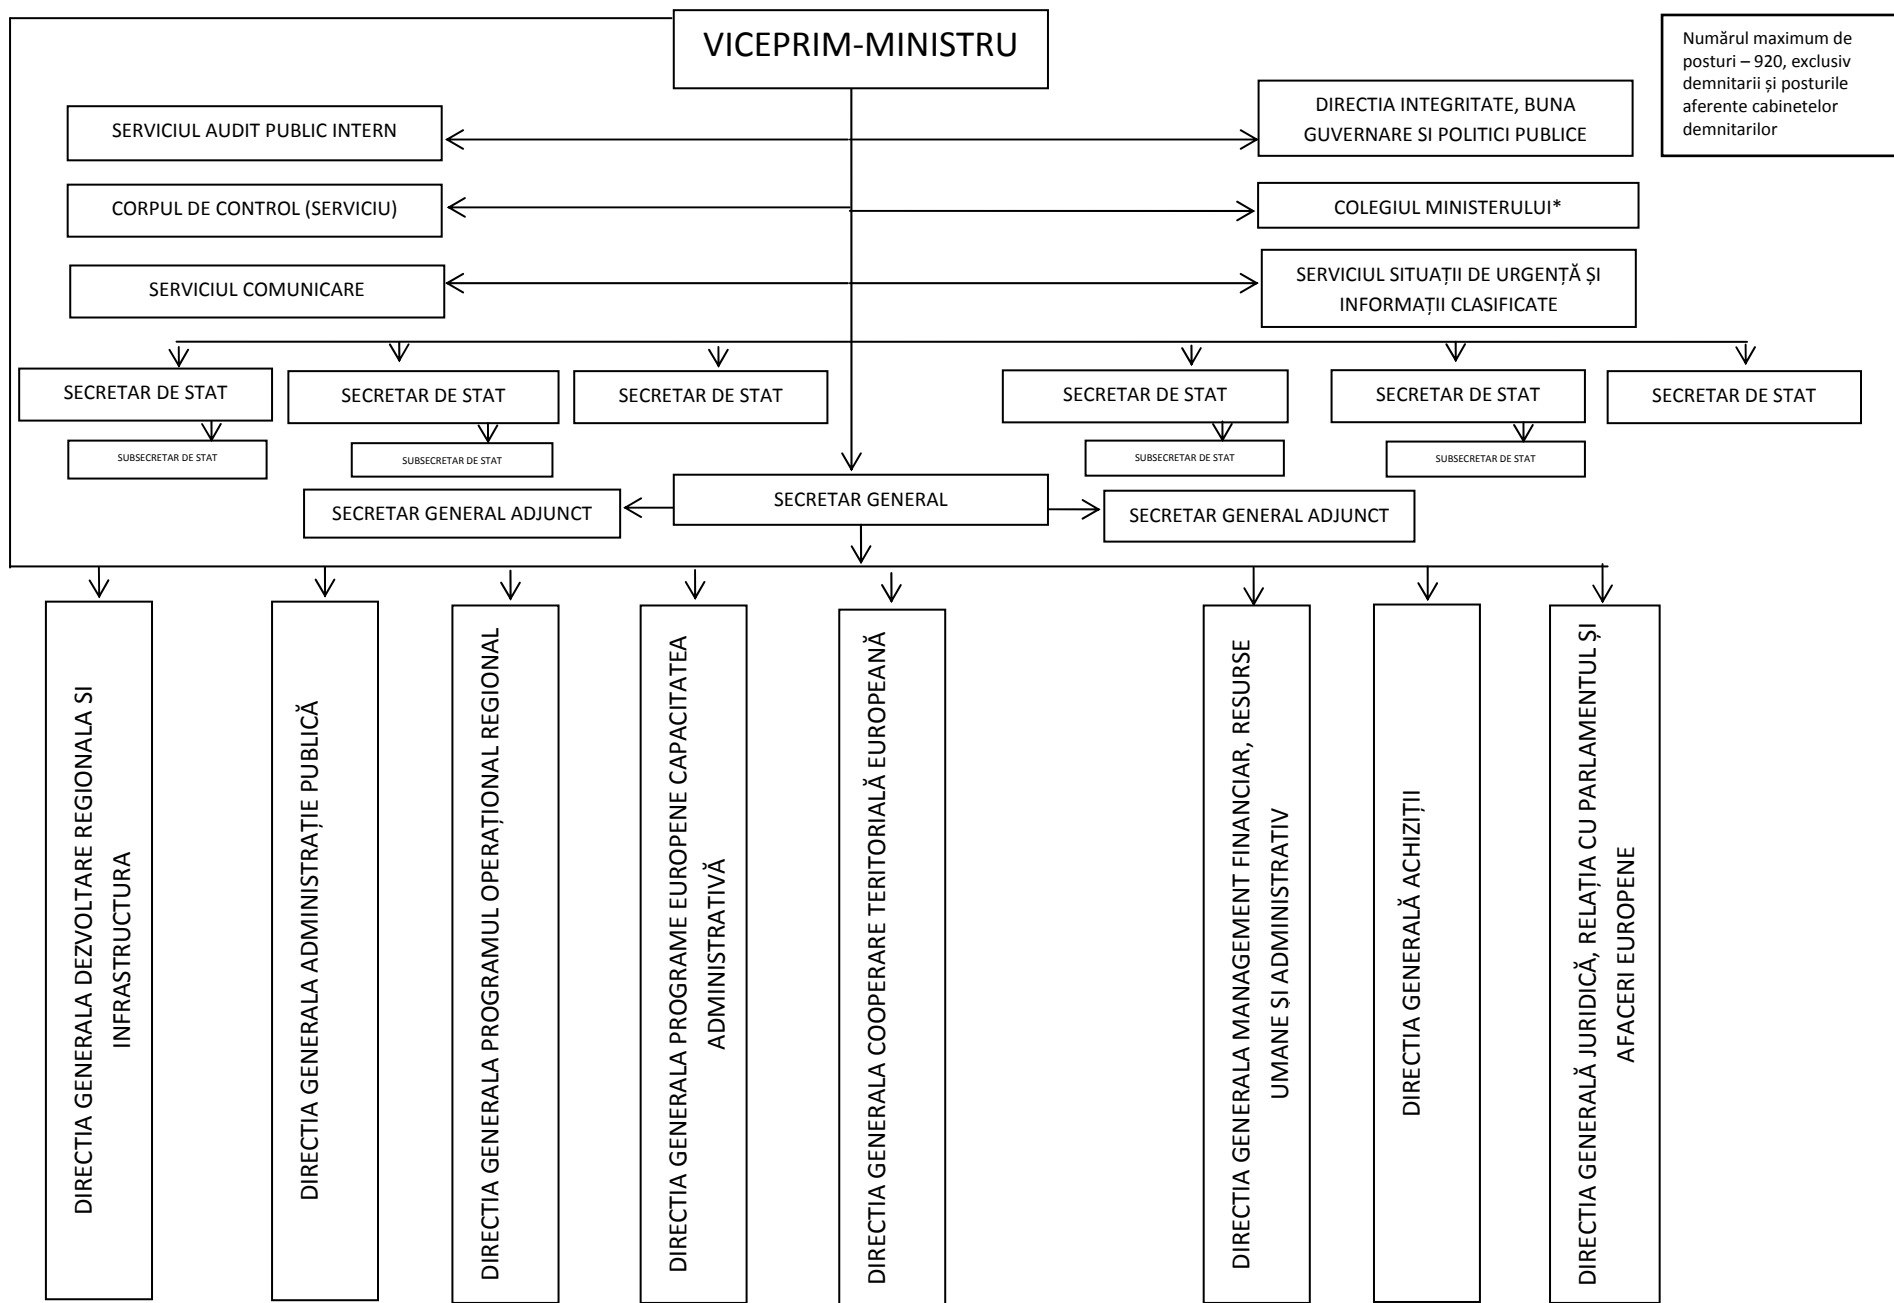 VICEPRIM-MINISTRU
Numărul maximum de
posturi – 920, exclusiv
demnitarii și posturile
aferente cabinetelor
demnitarilor
SERVICIUL AUDIT PUBLIC INTERN
DIRECTIA INTEGRITATE, BUNA
GUVERNARE SI POLITICI PUBLICE
CORPUL DE CONTROL (SERVICIU)
COLEGIUL MINISTERULUI*
SERVICIUL COMUNICARE
SERVICIUL SITUAȚII DE URGENȚĂ ȘI
INFORMAȚII CLASIFICATE
SECRETAR DE STAT
SECRETAR DE STAT
SECRETAR DE STAT
SECRETAR DE STAT
SECRETAR DE STAT
SECRETAR DE STAT
SUBSECRETAR DE STAT
SUBSECRETAR DE STAT
SUBSECRETAR DE STAT
SUBSECRETAR DE STAT
SECRETAR GENERAL
SECRETAR GENERAL ADJUNCT
SECRETAR GENERAL ADJUNCT
DIRECTIA GENERALA DEZVOLTARE REGIONALA SI
INFRASTRUCTURA
DIRECTIA GENERALA ADMINISTRAȚIE PUBLICĂ
DIRECTIA GENERALA PROGRAMUL OPERAȚIONAL REGIONAL
DIRECTIA GENERALA PROGRAME EUROPENE CAPACITATEA
ADMINISTRATIVĂ
DIRECTIA GENERALA COOPERARE TERITORIALĂ EUROPEANĂ
DIRECTIA GENERALA MANAGEMENT FINANCIAR, RESURSE
UMANE ȘI ADMINISTRATIV
DIRECTIA GENERALĂ ACHIZIȚII
DIRECTIA GENERALĂ JURIDICĂ, RELAȚIA CU PARLAMENTUL ȘI
AFACERI EUROPENE